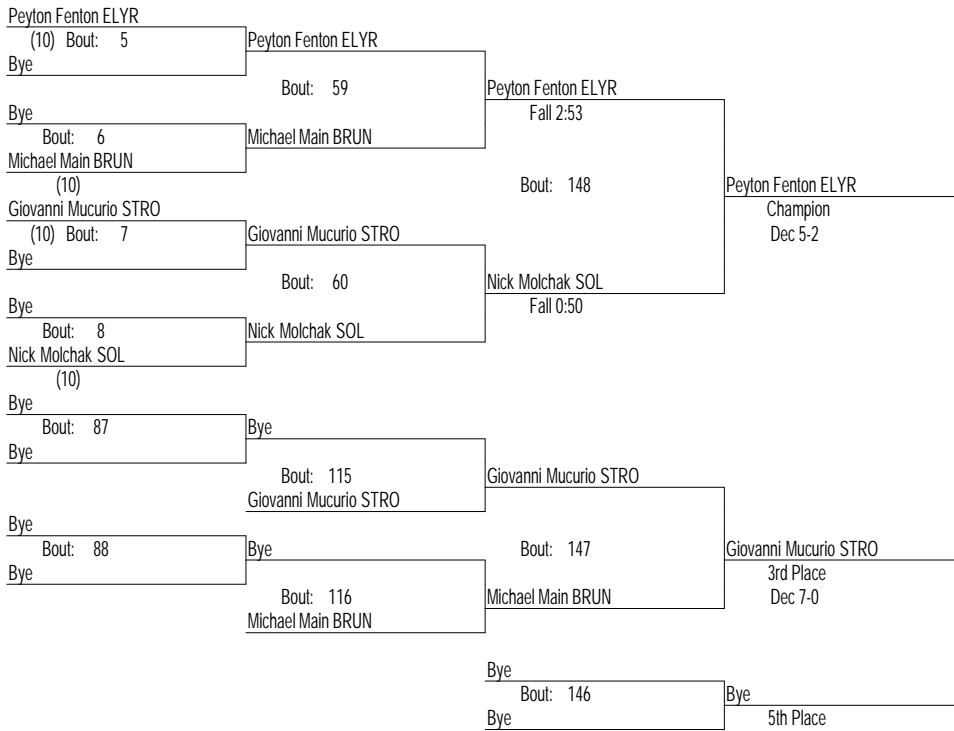 Peyton Fenton ELYR
(10) Bout: 5
Peyton Fenton ELYR
Bye
Bout: 59
Peyton Fenton ELYR
Bye
Fall 2:53
Bout: 6
Michael Main BRUN
Michael Main BRUN
(10)
Bout: 148
Peyton Fenton ELYR
Giovanni Mucurio STRO
Champion
(10) Bout: 7
Giovanni Mucurio STRO
Dec 5-2
Bye
Bout: 60
Nick Molchak SOL
Bye
Fall 0:50
Bout: 8
Nick Molchak SOL
Nick Molchak SOL
(10)
Bye
Bout: 87
Bye
Bye
Bout: 115
Giovanni Mucurio STRO
Giovanni Mucurio STRO
Bye
Bout: 88
Bye
Bout: 147
Giovanni Mucurio STRO
Bye
3rd Place
Bout: 116
Michael Main BRUN
Dec 7-0
Michael Main BRUN
Bye
Bout: 146
Bye
Bye
5th Place